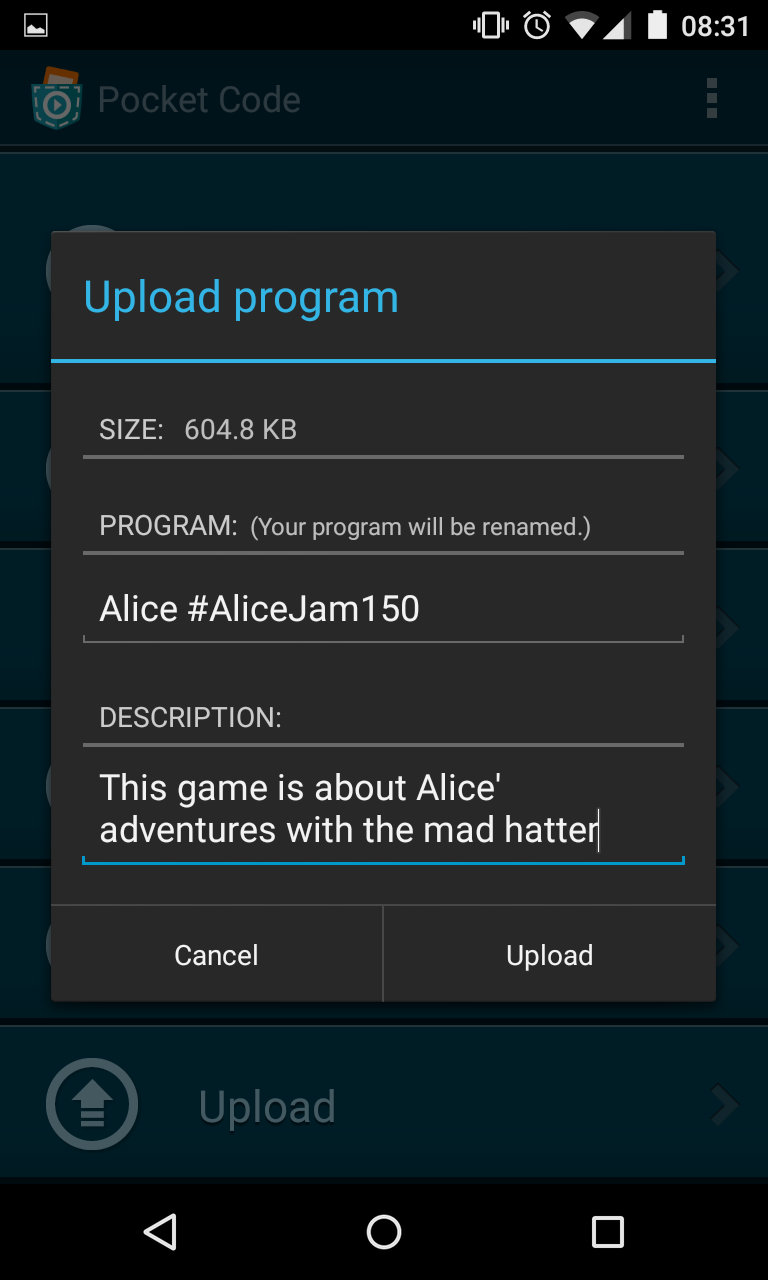 08:31
Pocket Code
Upload program
SIZE: 604.8 KB
PROGRAM: (Your program will be renamed.)
Alice #AliceJam150
DESCRIPTION:
This game is about Alice'
adventures with the mad hatter
Cancel
Upload
Upload